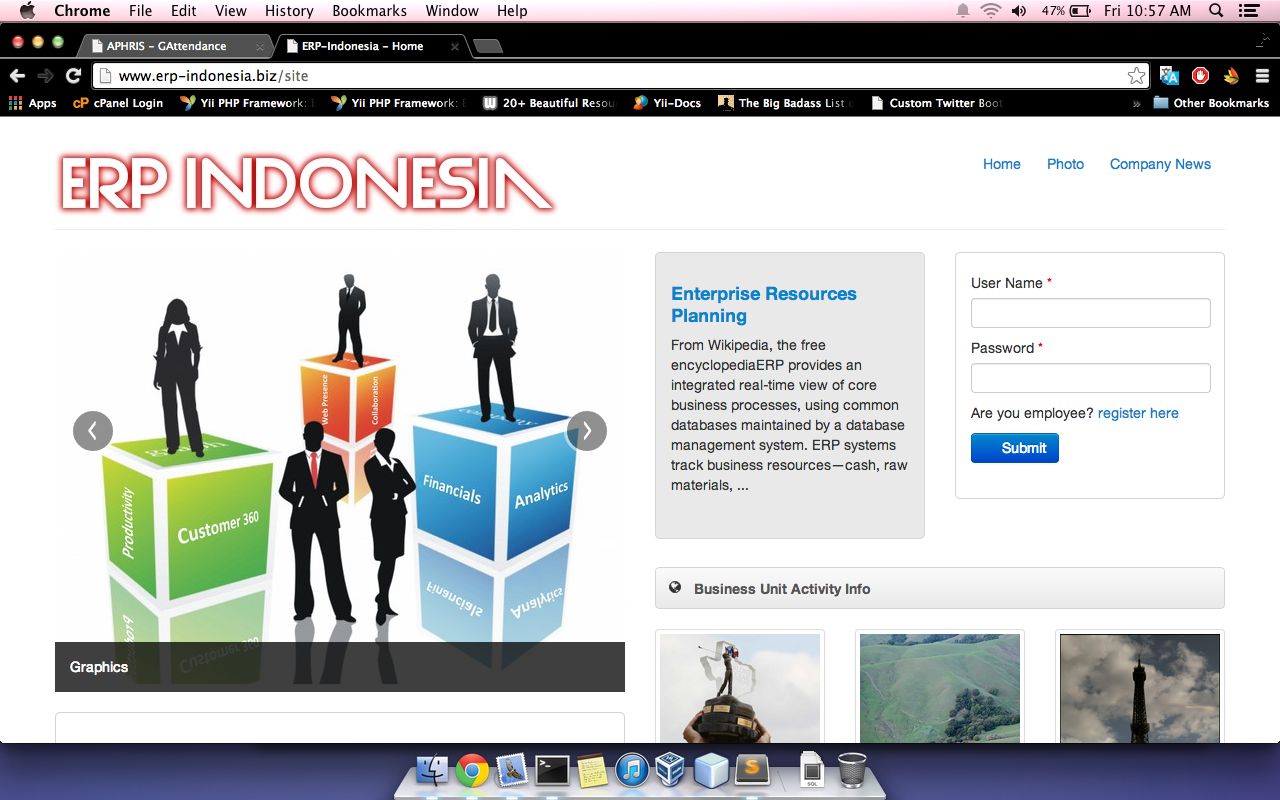 Chrome File Edit View History Bookmarks Window Help 47% Fri 10:57 AM
APHRIS – GAttendance
ERP-Indonesia – Home
www.erp-indonesia.biz/site
Apps
cPanel Login
Yii PHP Framework:
Yii PHP Framework:
20+ Beautiful Resou
Yii-Docs
The Big Badass List
Custom Twitter Boot
»
Other Bookmarks
ERP INDONESIA
Home Photo Company News
Web Presence
Collaboration
Productivity
Customer 360
Financials
Analytics
Graphics
Enterprise Resources
Planning
From Wikipedia, the free
encyclopediaERP provides an
integrated real-time view of core
business processes, using common
databases maintained by a database
management system. ERP systems
track business resources—cash, raw
materials, ...
User Name *
Password *
Are you employee? register here
Submit
Business Unit Activity Info
SQL